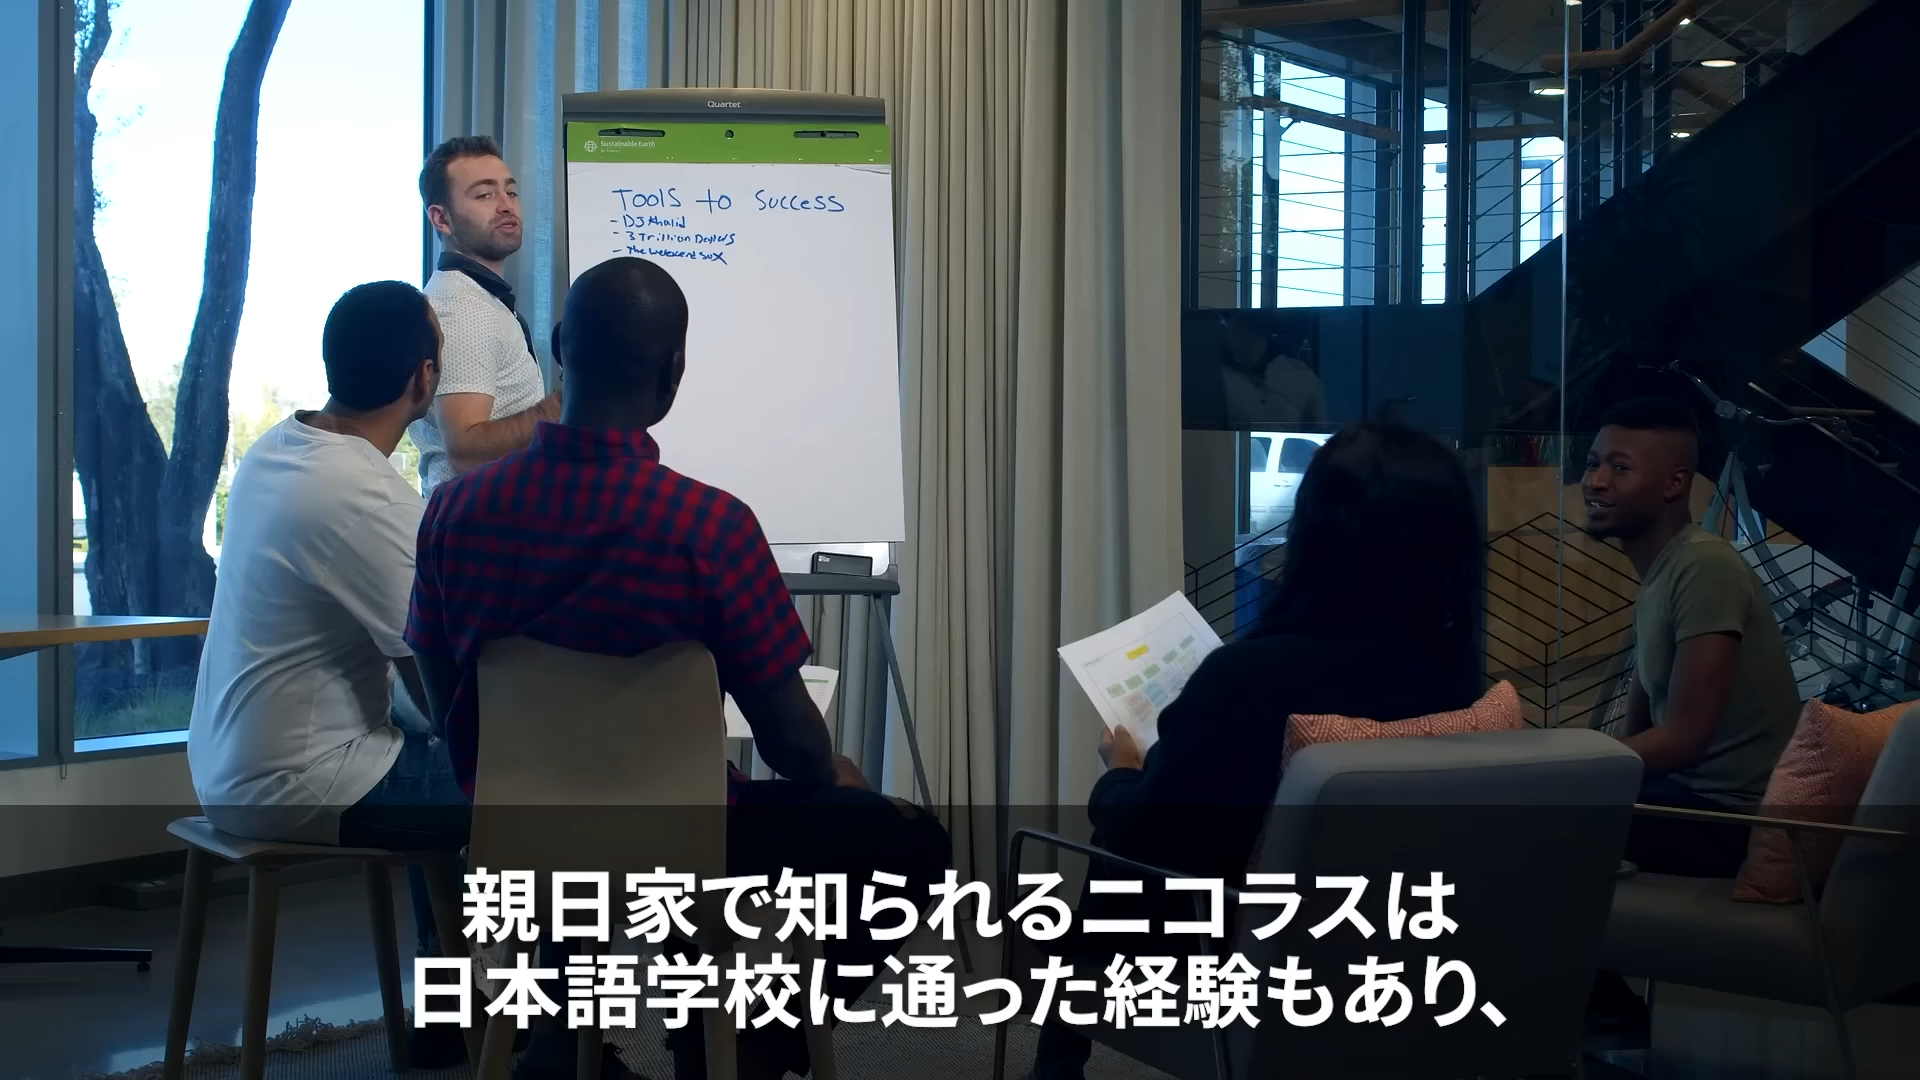 Quartet
Sustainable Earth
Tools to Success
- DJ Khalid
- 3 Trillion Dollers
- The Weekend Sux
親日家で知られるニコラスは
日本語学校に通った経験もあり、